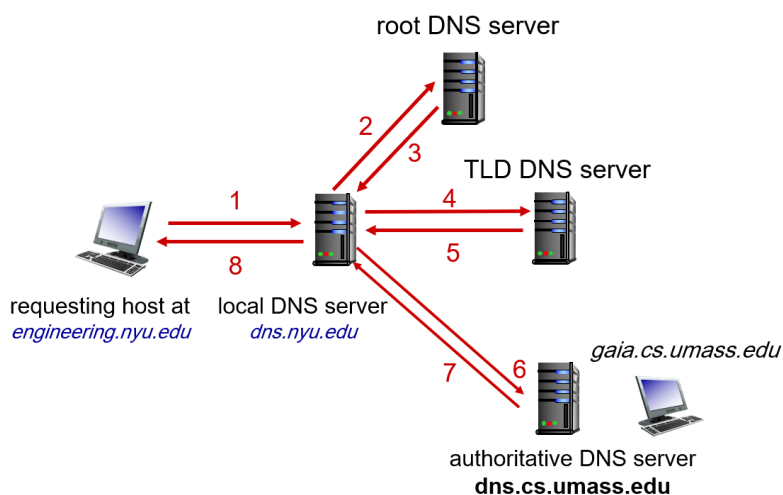 root DNS server
2
3
TLD DNS server
1
4
8
5
requesting host at
engineering.nyu.edu
local DNS server
dns.nyu.edu
gaia.cs.umass.edu
6
7
authoritative DNS server
dns.cs.umass.edu